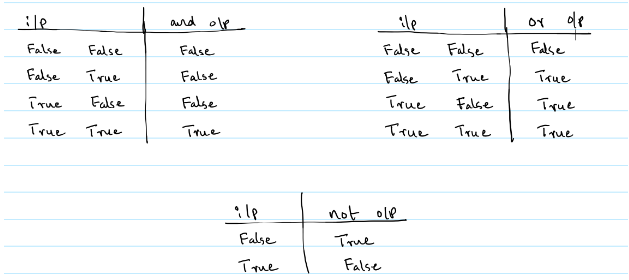 i/p and o/p
False False False
False True False
True False False
True True True
i/p or o/p
False False False
False True True
True False True
True True True
i/p not o/p
False True
True False